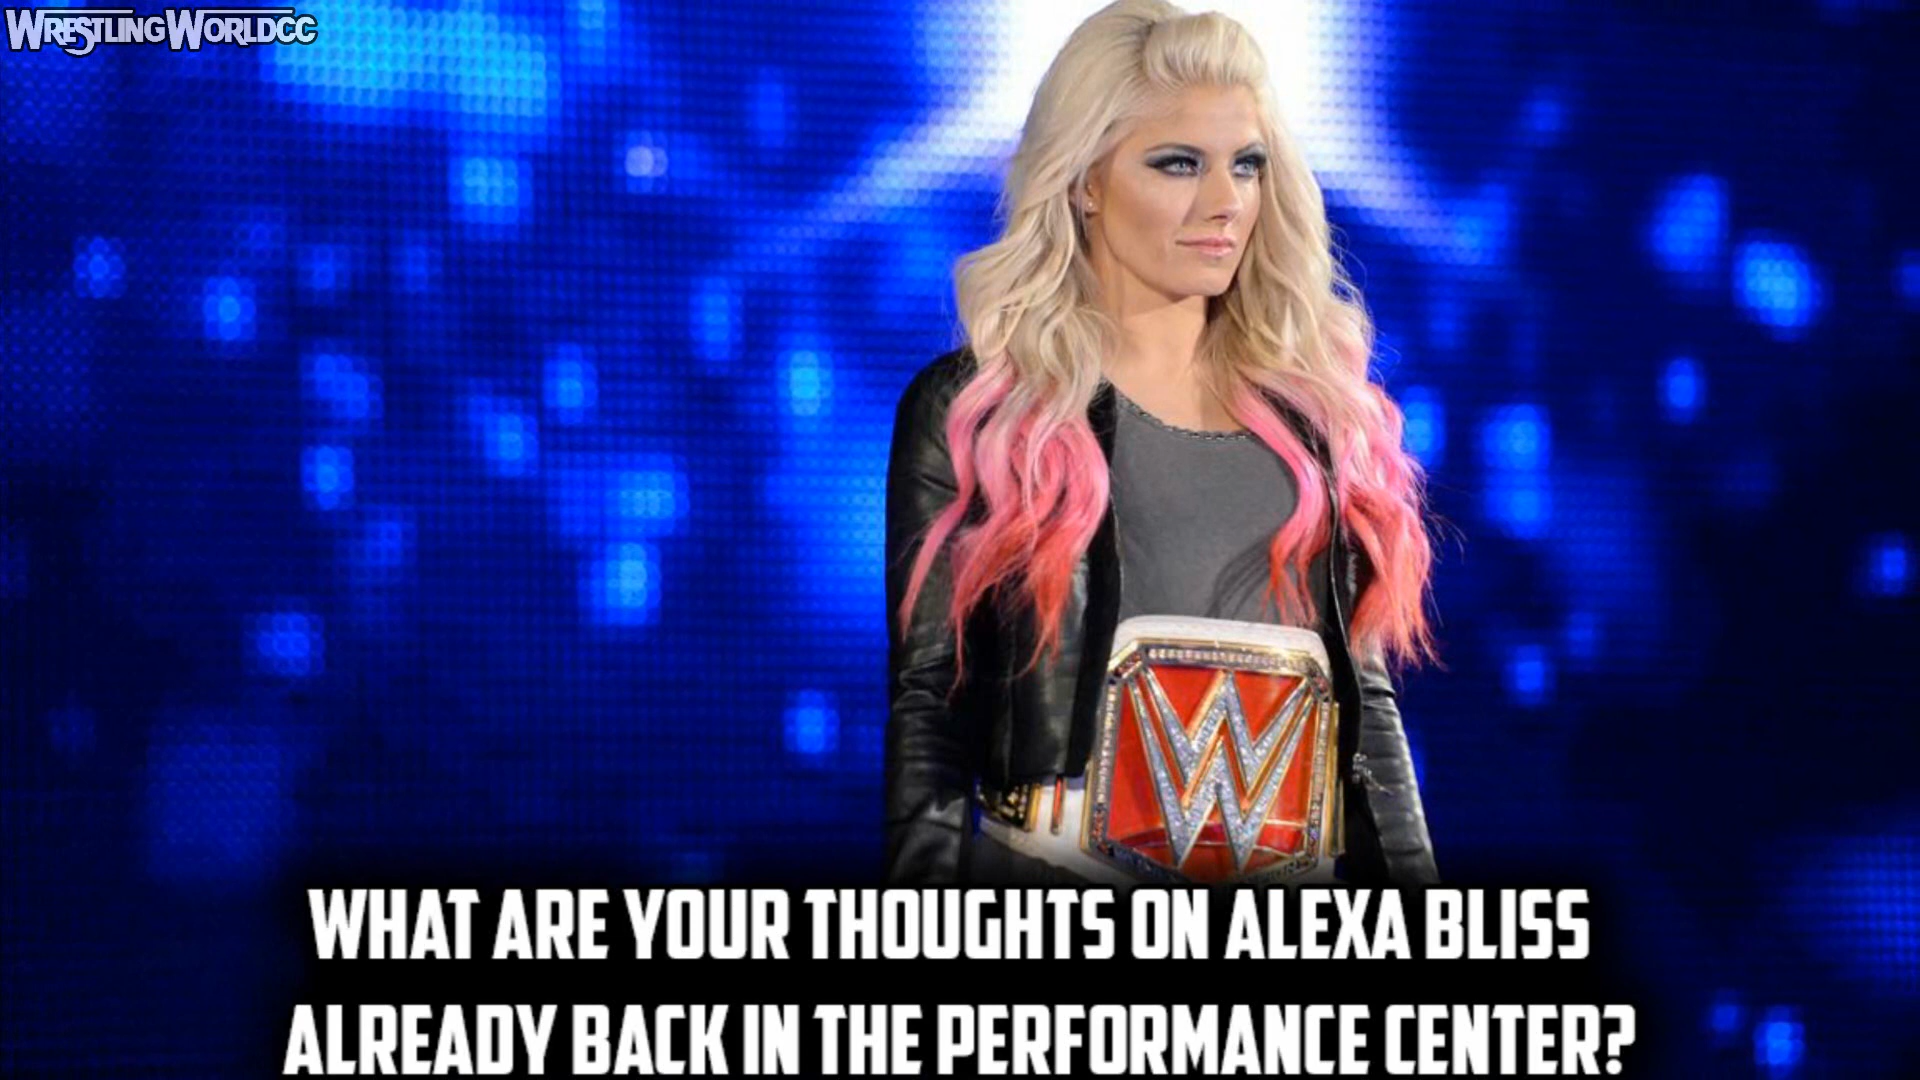 WRESTLINGWORLDCC
W
WHAT ARE YOUR THOUGHTS ON ALEXA BLISS
ALREADY BACK IN THE PERFORMANCE CENTER?